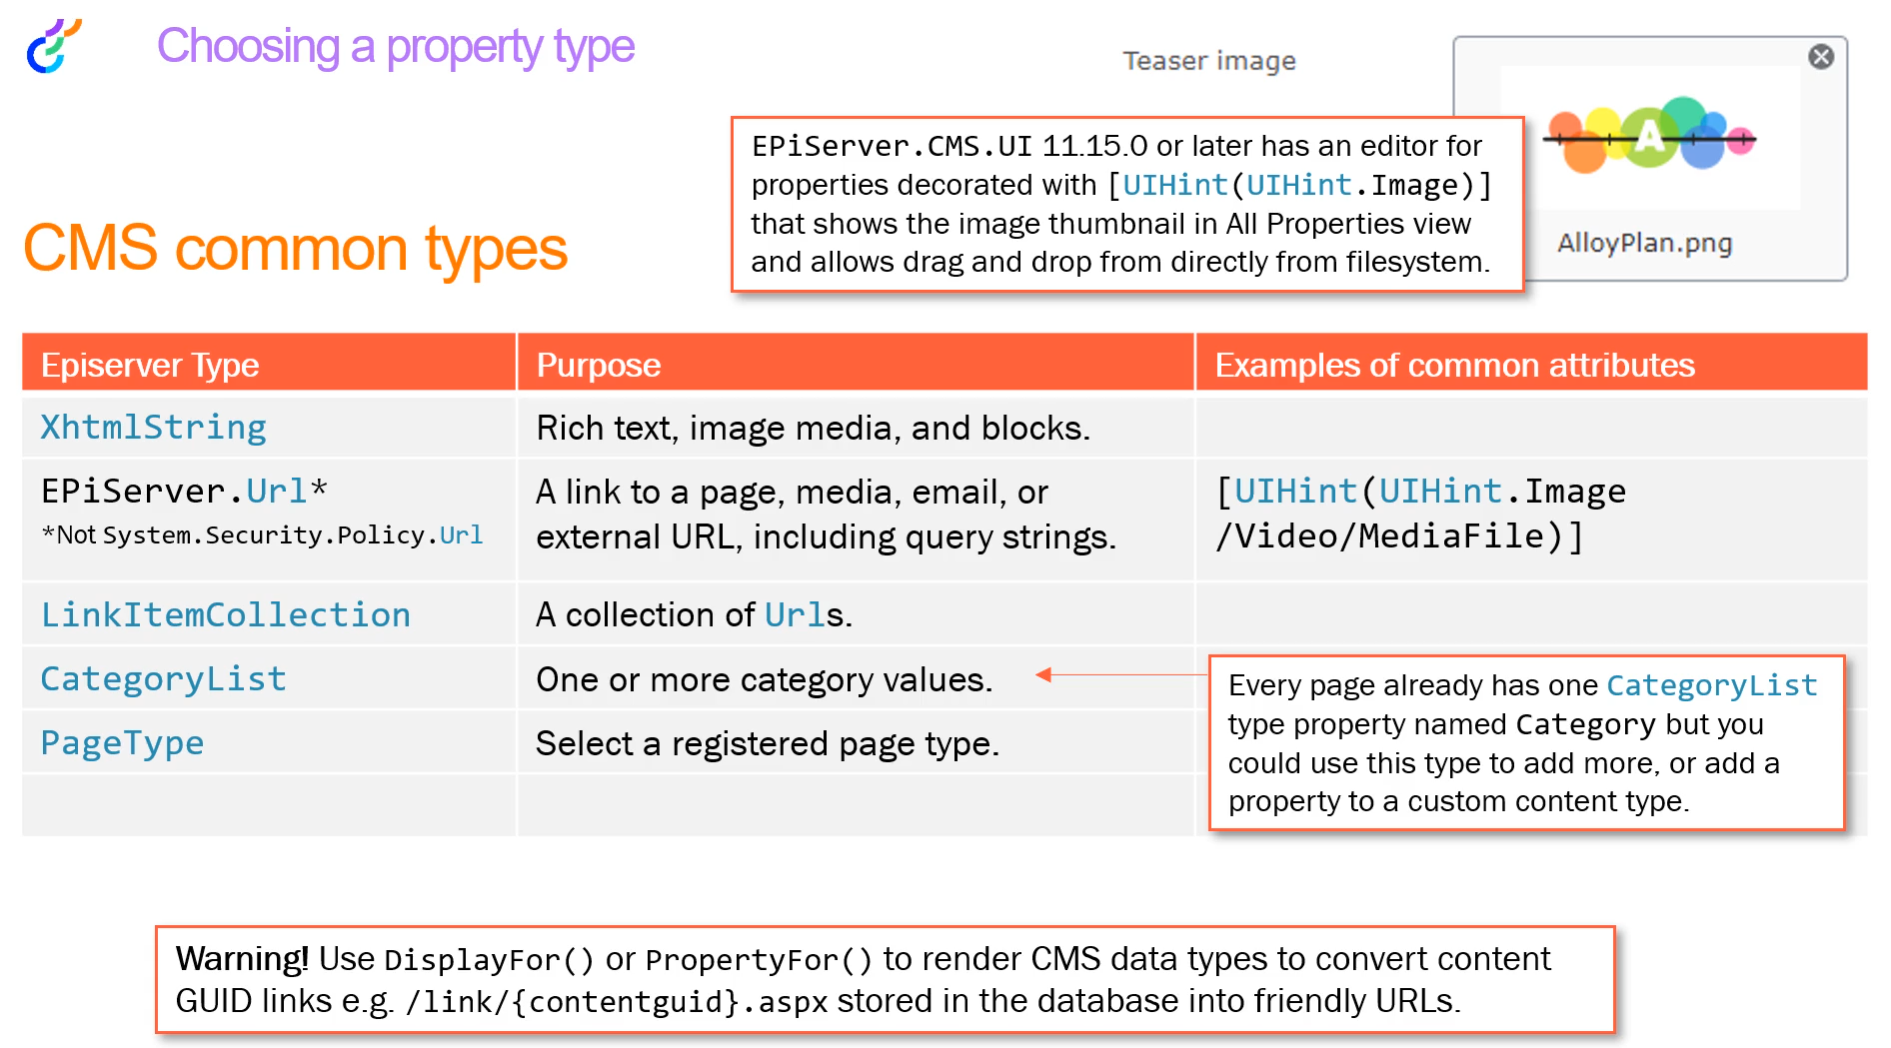 Choosing a property type
Teaser image
EPiServer.CMS.UI 11.15.0 or later has an editor for
properties decorated with [UIHint(UIHint.Image)]
that shows the image thumbnail in All Properties view
and allows drag and drop from directly from filesystem.
A
AlloyPlan.png
CMS common types
Episerver Type Purpose Examples of common attributes
XhtmlString Rich text, image media, and blocks.
EPiServer.Url* A link to a page, media, email, or [UIHint(UIHint.Image
*Not System.Security.Policy.Url external URL, including query strings. /Video/MediaFile)]
LinkItemCollection A collection of Urls.
CategoryList One or more category values.
PageType Select a registered page type.
Every page already has one CategoryList
type property named Category but you
could use this type to add more, or add a
property to a custom content type.
Warning! Use DisplayFor() or PropertyFor() to render CMS data types to convert content
GUID links e.g. /link/{contentguid}.aspx stored in the database into friendly URLs.